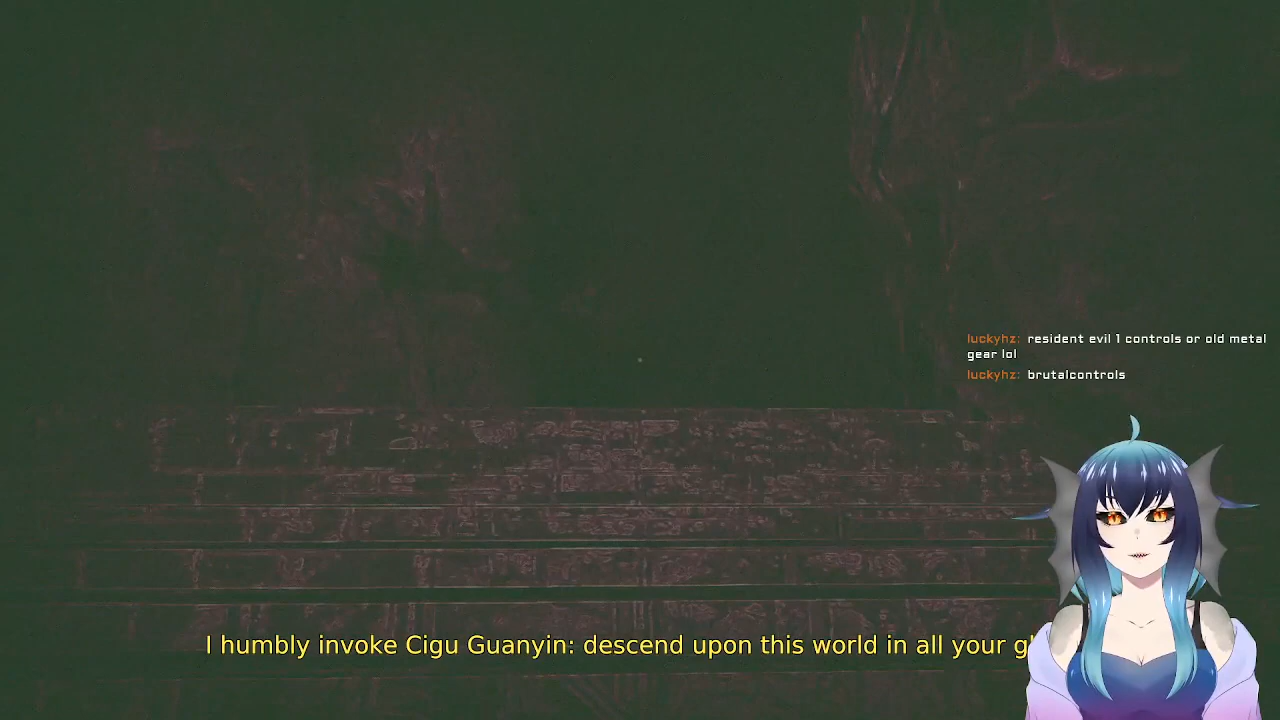 luckyhz: resident evil 1 controls or old metal
gear lol
luckyhz: brutalcontrols
I humbly invoke Cigu Guanyin: descend upon this world in all your